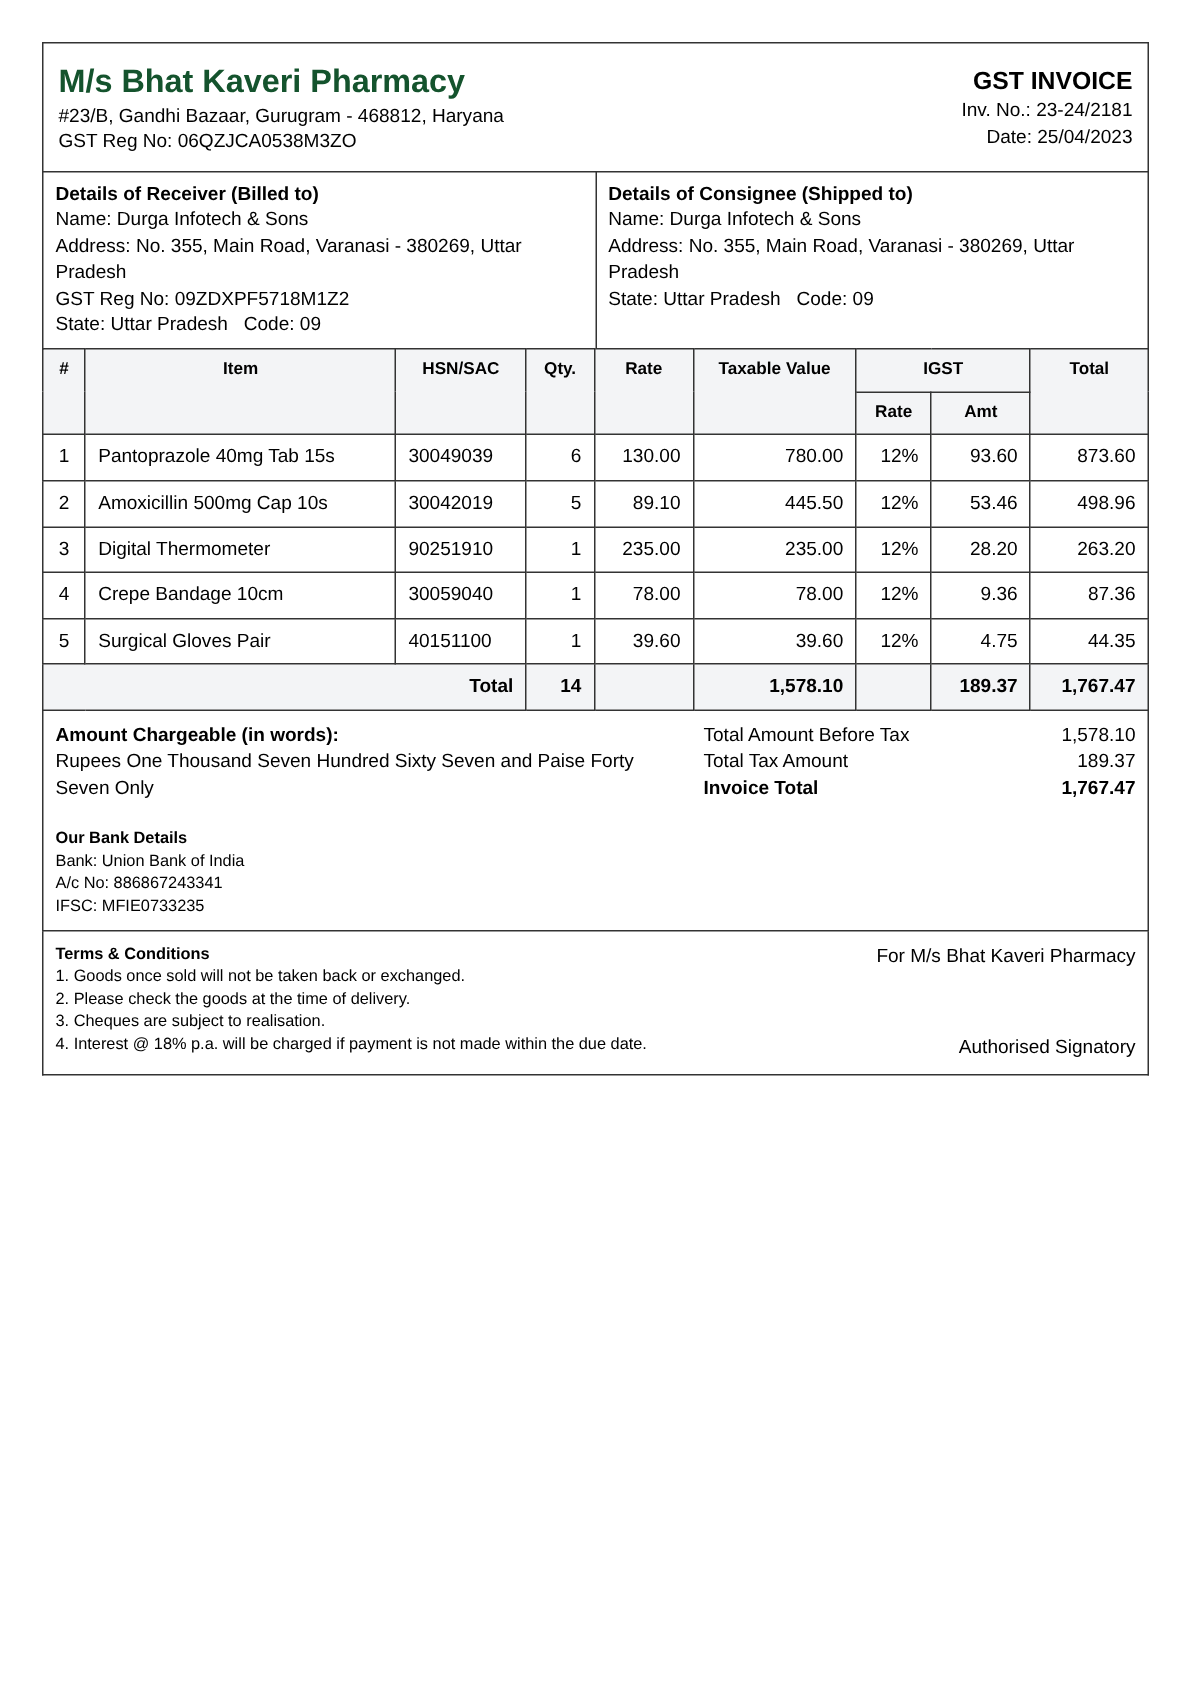 M/s Bhat Kaveri Pharmacy
#23/B, Gandhi Bazaar, Gurugram - 468812, Haryana
GST Reg No: 06QZJCA0538M3ZO
GST INVOICE
Inv. No.: 23-24/2181
Date: 25/04/2023
Details of Receiver (Billed to)
Name: Durga Infotech & Sons
Address: No. 355, Main Road, Varanasi - 380269, Uttar
Pradesh
GST Reg No: 09ZDXPF5718M1Z2
State: Uttar Pradesh Code: 09
Details of Consignee (Shipped to)
Name: Durga Infotech & Sons
Address: No. 355, Main Road, Varanasi - 380269, Uttar
Pradesh
State: Uttar Pradesh Code: 09
# Item HSN/SAC Qty. Rate Taxable Value IGST Total
Rate Amt
1 Pantoprazole 40mg Tab 15s 30049039 6 130.00 780.00 12% 93.60 873.60
2 Amoxicillin 500mg Cap 10s 30042019 5 89.10 445.50 12% 53.46 498.96
3 Digital Thermometer 90251910 1 235.00 235.00 12% 28.20 263.20
4 Crepe Bandage 10cm 30059040 1 78.00 78.00 12% 9.36 87.36
5 Surgical Gloves Pair 40151100 1 39.60 39.60 12% 4.75 44.35
Total 14 1,578.10 189.37 1,767.47
Amount Chargeable (in words):
Rupees One Thousand Seven Hundred Sixty Seven and Paise Forty
Seven Only
Total Amount Before Tax 1,578.10
Total Tax Amount 189.37
Invoice Total 1,767.47
Our Bank Details
Bank: Union Bank of India
A/c No: 886867243341
IFSC: MFIE0733235
Terms & Conditions
1. Goods once sold will not be taken back or exchanged.
2. Please check the goods at the time of delivery.
3. Cheques are subject to realisation.
4. Interest @ 18% p.a. will be charged if payment is not made within the due date.
For M/s Bhat Kaveri Pharmacy
Authorised Signatory